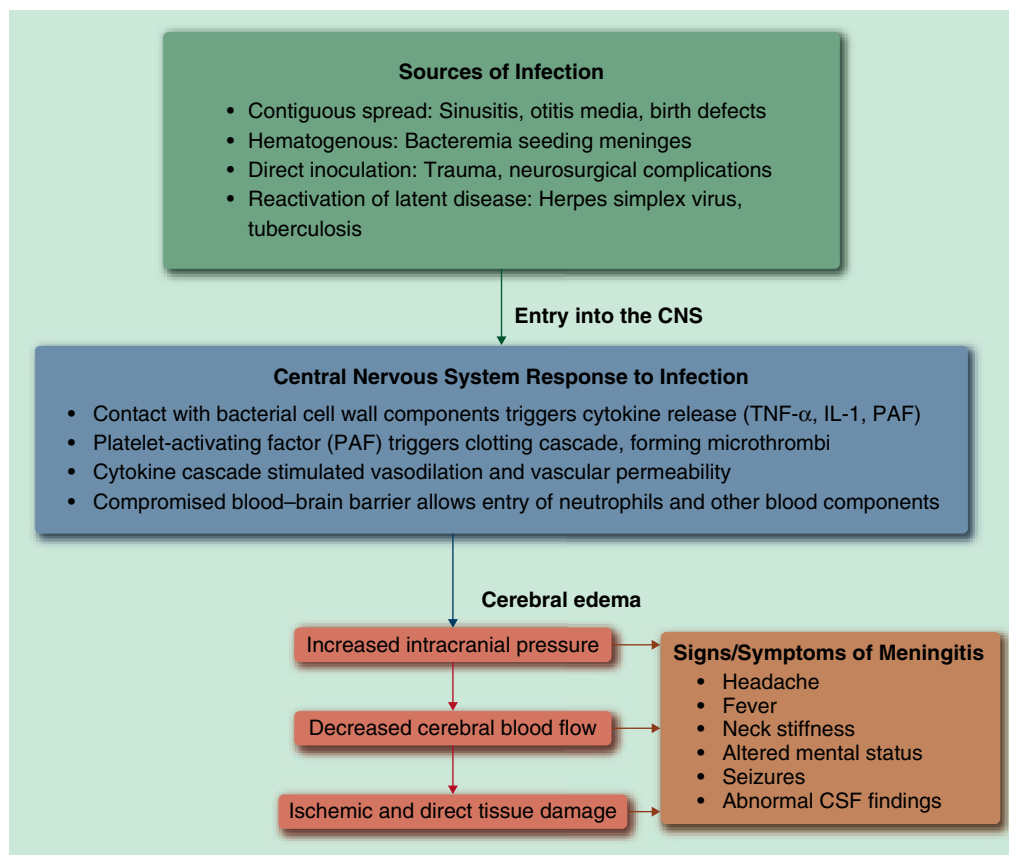 Sources of Infection
• Contiguous spread: Sinusitis, otitis media, birth defects
• Hematogenous: Bacteremia seeding meninges
• Direct inoculation: Trauma, neurosurgical complications
• Reactivation of latent disease: Herpes simplex virus,
tuberculosis
Entry into the CNS
Central Nervous System Response to Infection
• Contact with bacterial cell wall components triggers cytokine release (TNF-α, IL-1, PAF)
• Platelet-activating factor (PAF) triggers clotting cascade, forming microthrombi
• Cytokine cascade stimulated vasodilation and vascular permeability
• Compromised blood–brain barrier allows entry of neutrophils and other blood components
Cerebral edema
Increased intracranial pressure
Decreased cerebral blood flow
Ischemic and direct tissue damage
Signs/Symptoms of Meningitis
• Headache
• Fever
• Neck stiffness
• Altered mental status
• Seizures
• Abnormal CSF findings